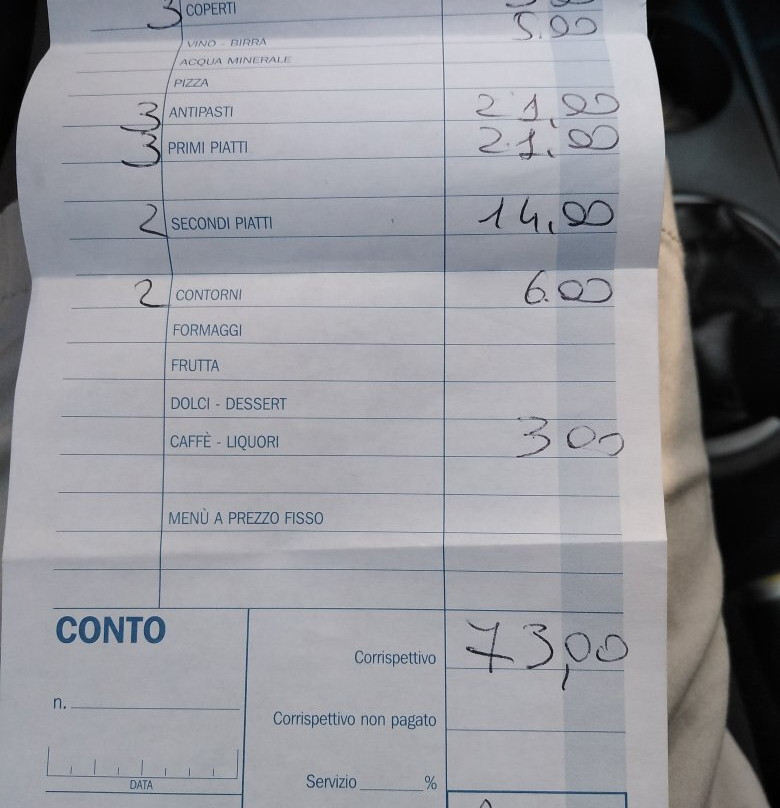 3 COPERTI
5.00
VINO - BIRRA
ACQUA MINERALE
PIZZA
3 ANTIPASTI 21,00
3 PRIMI PIATTI 21,00
2 SECONDI PIATTI 14,00
2 CONTORNI 6.00
FORMAGGI
FRUTTA
DOLCI - DESSERT
CAFFÈ - LIQUORI 3 00
MENÙ A PREZZO FISSO
CONTO
Corrispettivo 73,00
n.
Corrispettivo non pagato
DATA
Servizio ______ %